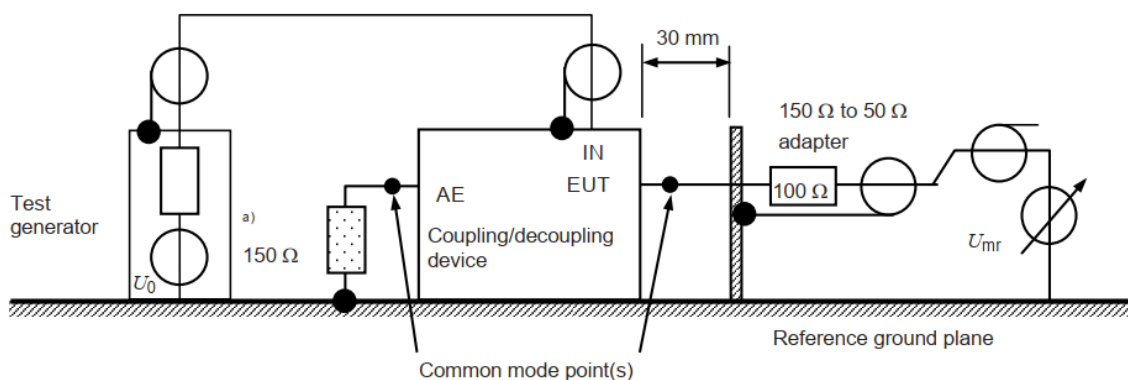 30 mm
150 Ω to 50 Ω
adapter
IN
EUT
AE
100 Ω
Test
generator
a)
150 Ω
Coupling/decoupling
device
U0
Umr
Reference ground plane
Common mode point(s)